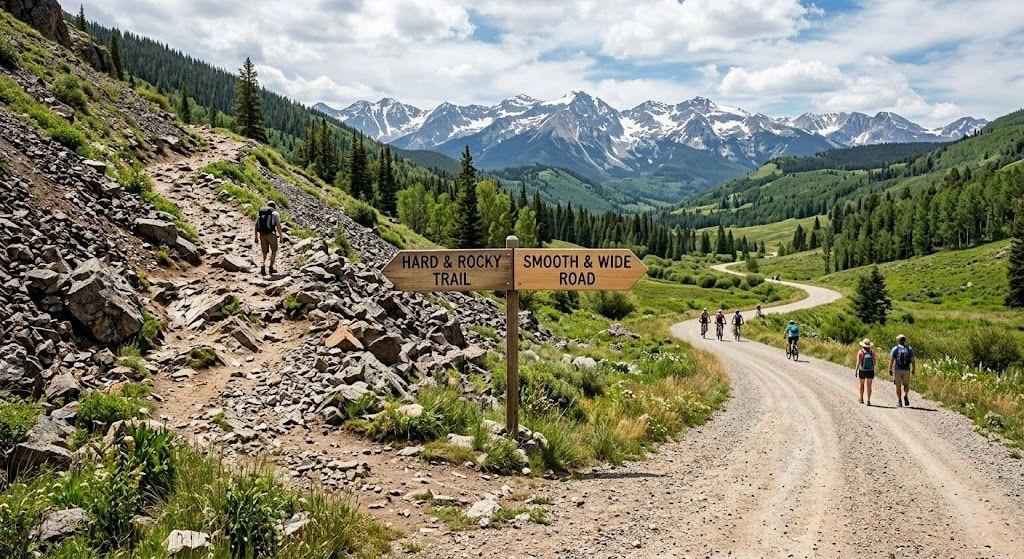 HARD & ROCKY
TRAIL
SMOOTH & WIDE
ROAD